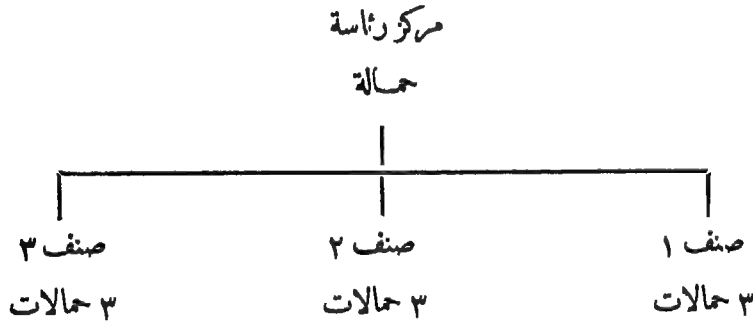 مركز رئاسة
حمالة
صنف ١
صنف ٢
صنف ٣
٣ حمالات
٣ حمالات
٣ حمالات